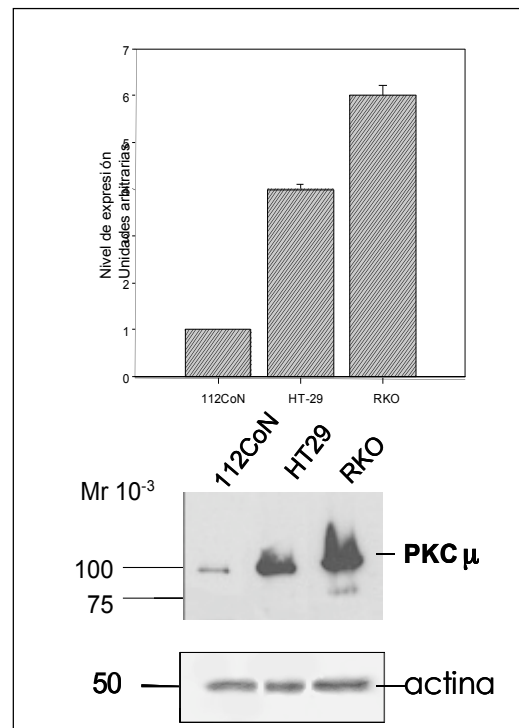 7
6
5
4
3
2
1
0
Nivel de expresión
Unidades arbitrarias
112CoN HT-29 RKO
112CoN HT29 RKO
Mr 10-3
PKC μ
100
75
50 actina